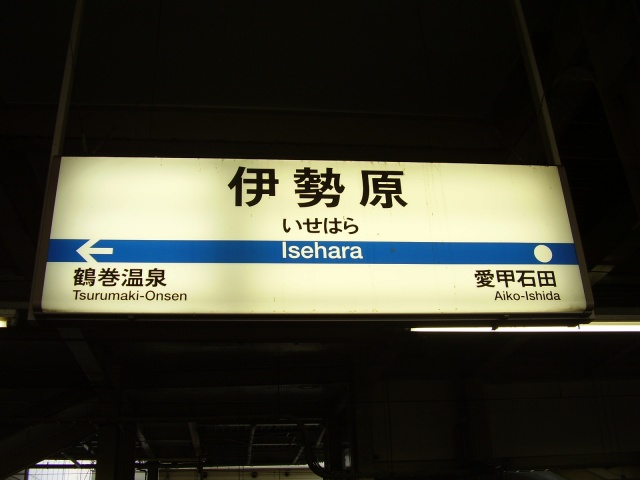 伊勢原
いせはら
Isehara
鶴巻温泉
Tsurumaki-Onsen
愛甲石田
Aiko-Ishida